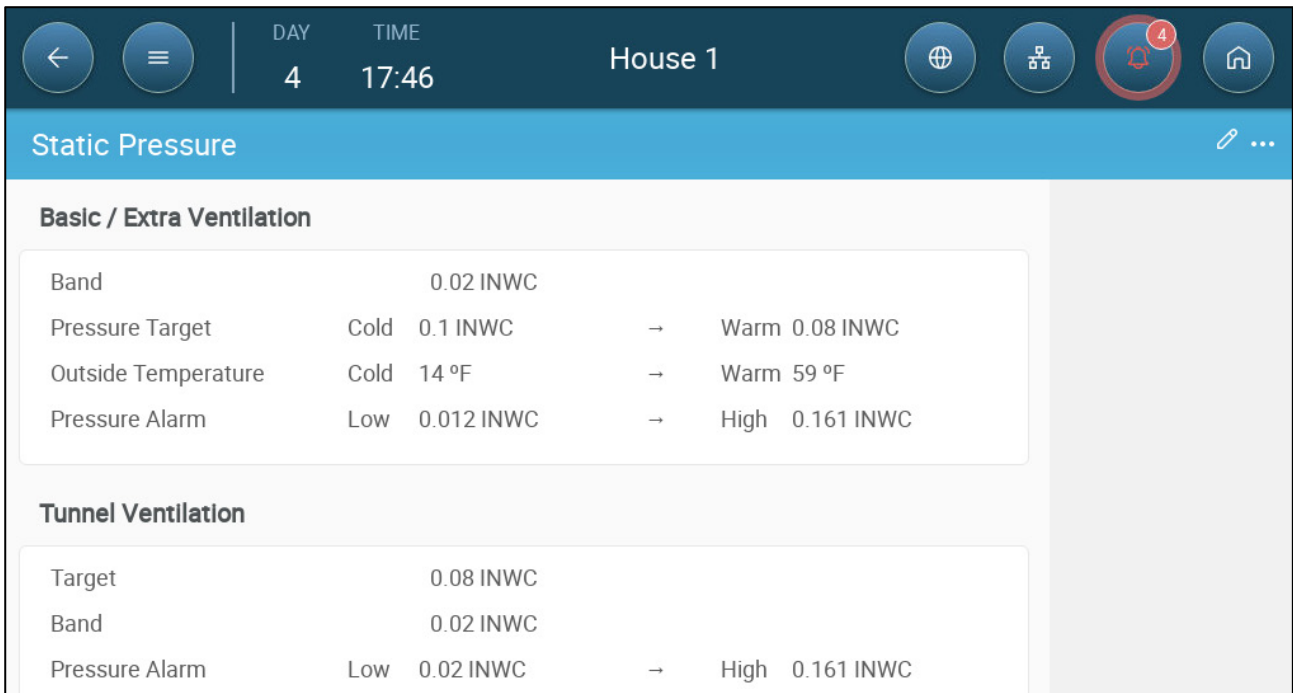 DAY TIME
4 17:46 House 1 4
Static Pressure
Basic / Extra Ventilation
Band 0.02 INWC
Pressure Target Cold 0.1 INWC → Warm 0.08 INWC
Outside Temperature Cold 14 ºF → Warm 59 ºF
Pressure Alarm Low 0.012 INWC → High 0.161 INWC
Tunnel Ventilation
Target 0.08 INWC
Band 0.02 INWC
Pressure Alarm Low 0.02 INWC → High 0.161 INWC